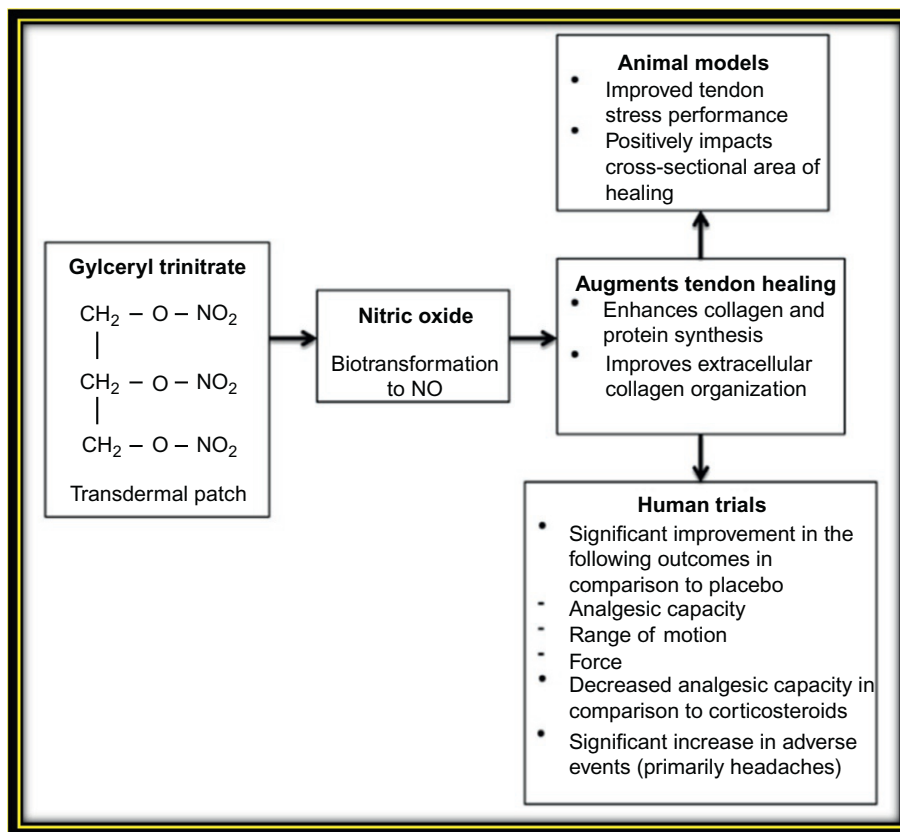 Gylceryl trinitrate
CH2 – O – NO2
|
CH2 – O – NO2
|
CH2 – O – NO2
Transdermal patch
Nitric oxide
Biotransformation
to NO
Augments tendon healing
• Enhances collagen and
protein synthesis
• Improves extracellular
collagen organization
Animal models
• Improved tendon
stress performance
• Positively impacts
cross-sectional area of
healing
Human trials
• Significant improvement in the
following outcomes in
comparison to placebo
- Analgesic capacity
- Range of motion
- Force
• Decreased analgesic capacity in
comparison to corticosteroids
• Significant increase in adverse
events (primarily headaches)